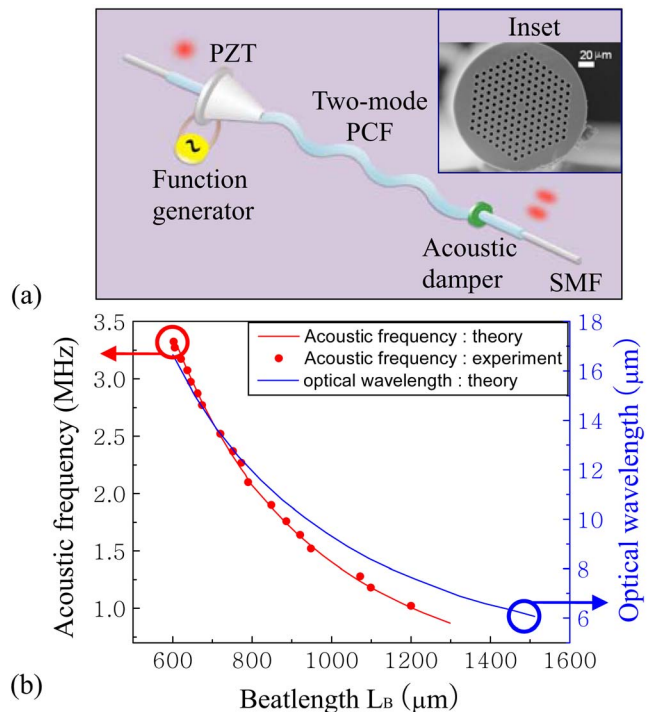 Inset
20 μm
PZT
Two-mode
PCF
Function
generator
Acoustic
damper
SMF
(a)
Acoustic frequency : theory
Acoustic frequency : experiment
optical wavelength : theory
Acoustic frequency (MHz)
3.5
3.0
2.5
2.0
1.5
1.0
18
16
14
12
10
8
6
Optical wavelength (μm)
600 800 1000 1200 1400 1600
Beatlength LB (μm)
(b)